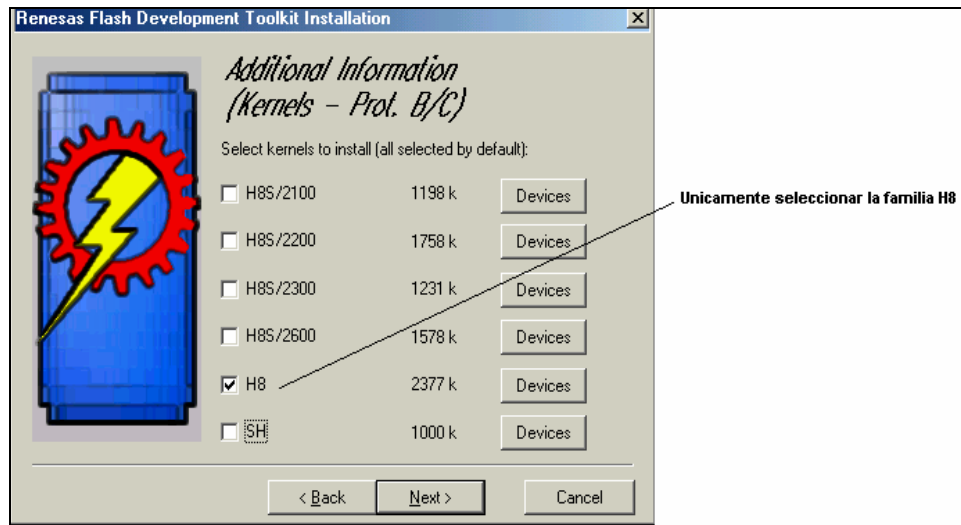 Renesas Flash Development Toolkit Installation
Additional Information
(Kernels - Prot. B/C)
Select kernels to install (all selected by default):
H8S/2100 1198 k Devices
Unicamente seleccionar la familia H8
H8S/2200 1758 k Devices
H8S/2300 1231 k Devices
H8S/2600 1578 k Devices
H8 2377 k Devices
SH 1000 k Devices
< Back Next > Cancel